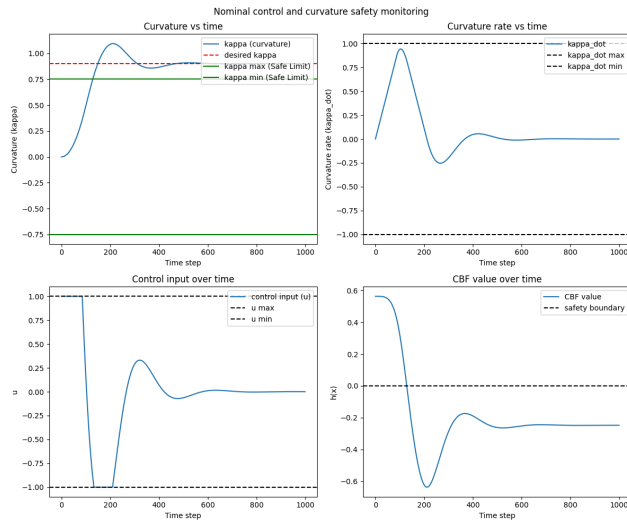 Nominal control and curvature safety monitoring
Curvature vs time
kappa (curvature)
desired kappa
kappa max (Safe Limit)
kappa min (Safe Limit)
1.00
0.75
0.50
0.25
0.00
−0.25
−0.50
−0.75
Curvature (kappa)
0
200
400
600
800
1000
Time step
Curvature rate vs time
kappa_dot
kappa_dot max
kappa_dot min
1.00
0.75
0.50
0.25
0.00
−0.25
−0.50
−0.75
−1.00
Curvature rate (kappa_dot)
0
200
400
600
800
1000
Time step
Control input over time
control input (u)
u max
u min
1.00
0.75
0.50
0.25
0.00
−0.25
−0.50
−0.75
−1.00
u
0
200
400
600
800
1000
Time step
CBF value over time
CBF value
safety boundary
0.6
0.4
0.2
0.0
−0.2
−0.4
−0.6
h(x)
0
200
400
600
800
1000
Time step